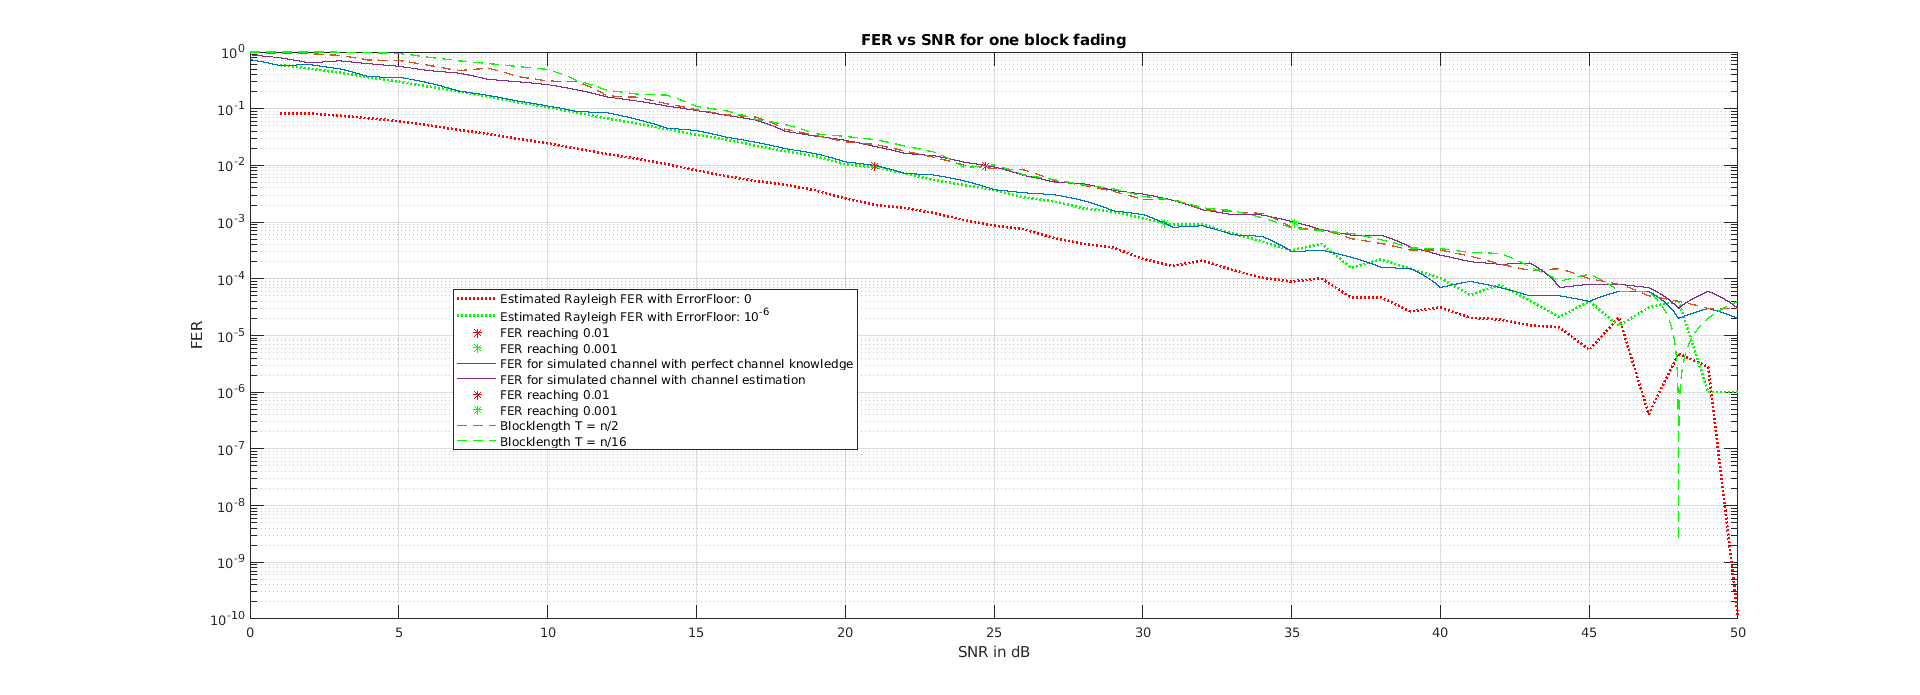 FER vs SNR for one block fading
10^0
10^-1
10^-2
10^-3
10^-4
10^-5
10^-6
10^-7
10^-8
10^-9
10^-10
FER
Estimated Rayleigh FER with ErrorFloor: 0
Estimated Rayleigh FER with ErrorFloor: 10^-6
FER reaching 0.01
FER reaching 0.001
FER for simulated channel with perfect channel knowledge
FER for simulated channel with channel estimation
FER reaching 0.01
FER reaching 0.001
Blocklength T = n/2
Blocklength T = n/16
0 5 10 15 20 25 30 35 40 45 50
SNR in dB